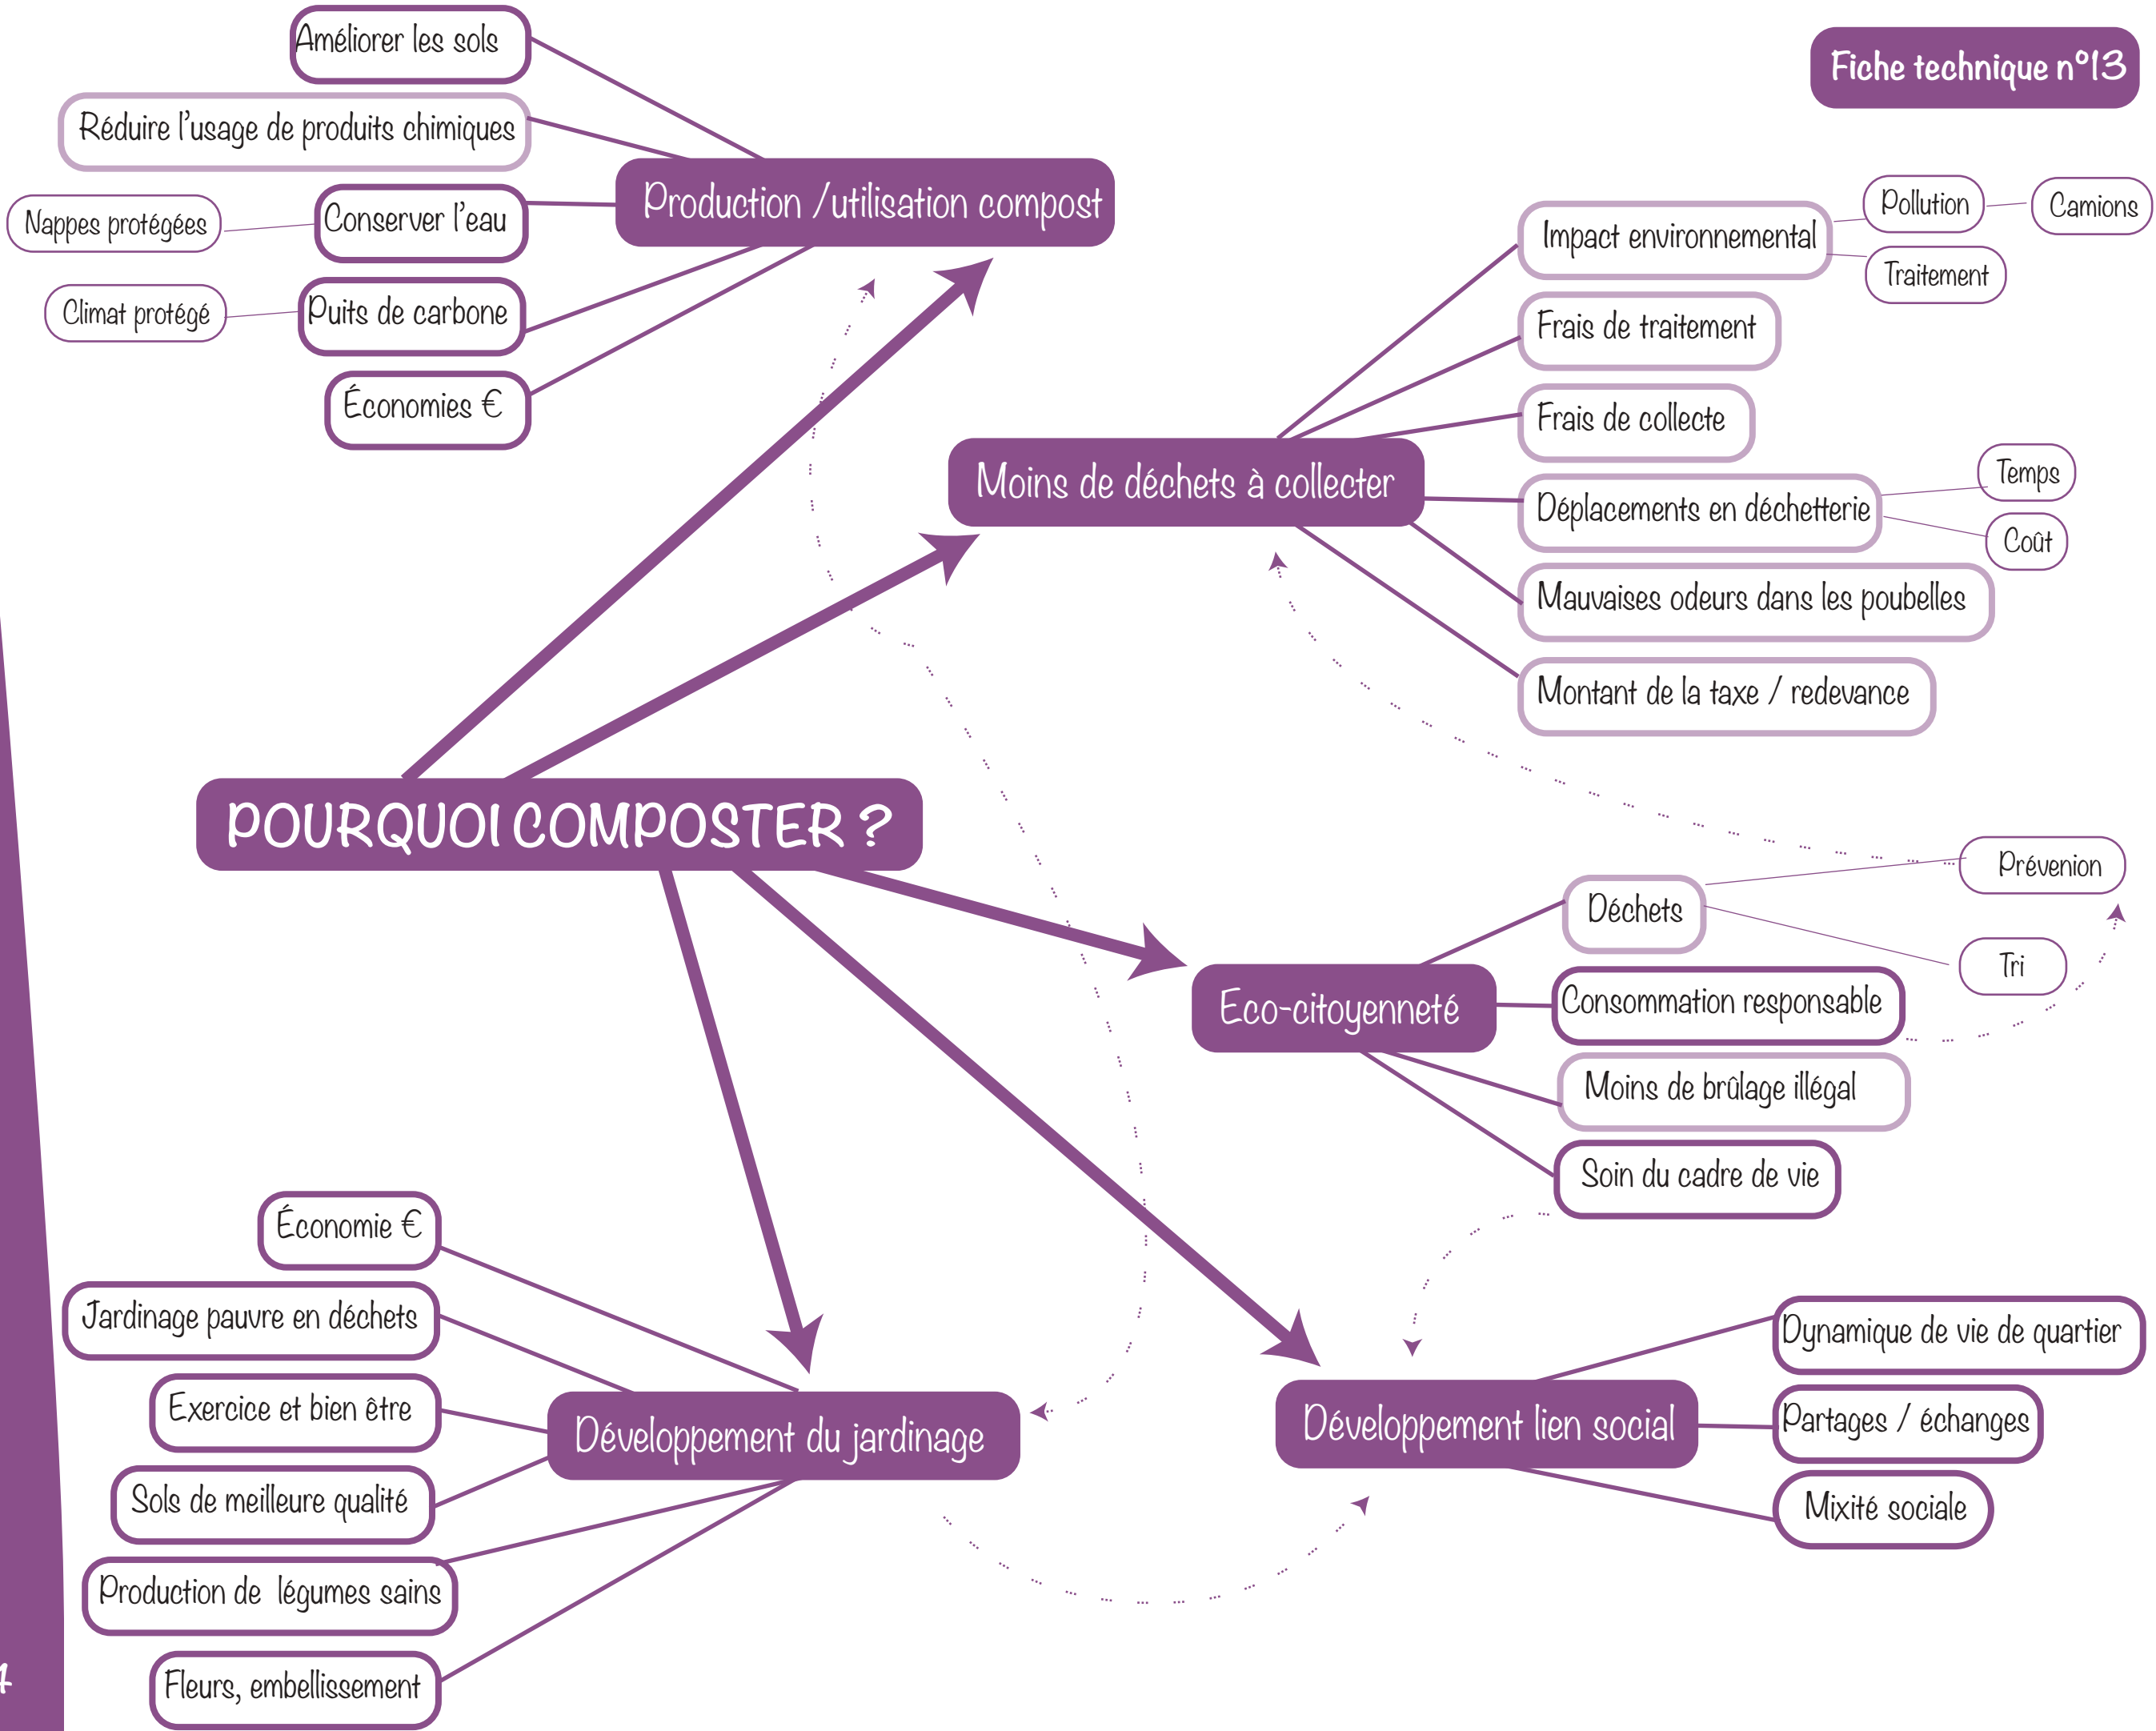 Fiche technique n°13
Améliorer les sols
Réduire l'usage de produits chimiques
Nappes protégées
Conserver l'eau
Climat protégé
Puits de carbone
Économies €
Production /utilisation compost
Impact environnemental
Pollution
Camions
Traitement
Frais de traitement
Frais de collecte
Moins de déchets à collecter
Déplacements en déchetterie
Temps
Coût
Mauvaises odeurs dans les poubelles
Montant de la taxe / redevance
POURQUOI COMPOSTER ?
Déchets
Prévenion
Tri
Eco-citoyenneté
Consommation responsable
Moins de brûlage illégal
Soin du cadre de vie
Économie €
Jardinage pauvre en déchets
Exercice et bien être
Développement du jardinage
Sols de meilleure qualité
Production de légumes sains
Fleurs, embellissement
Développement lien social
Dynamique de vie de quartier
Partages / échanges
Mixité sociale